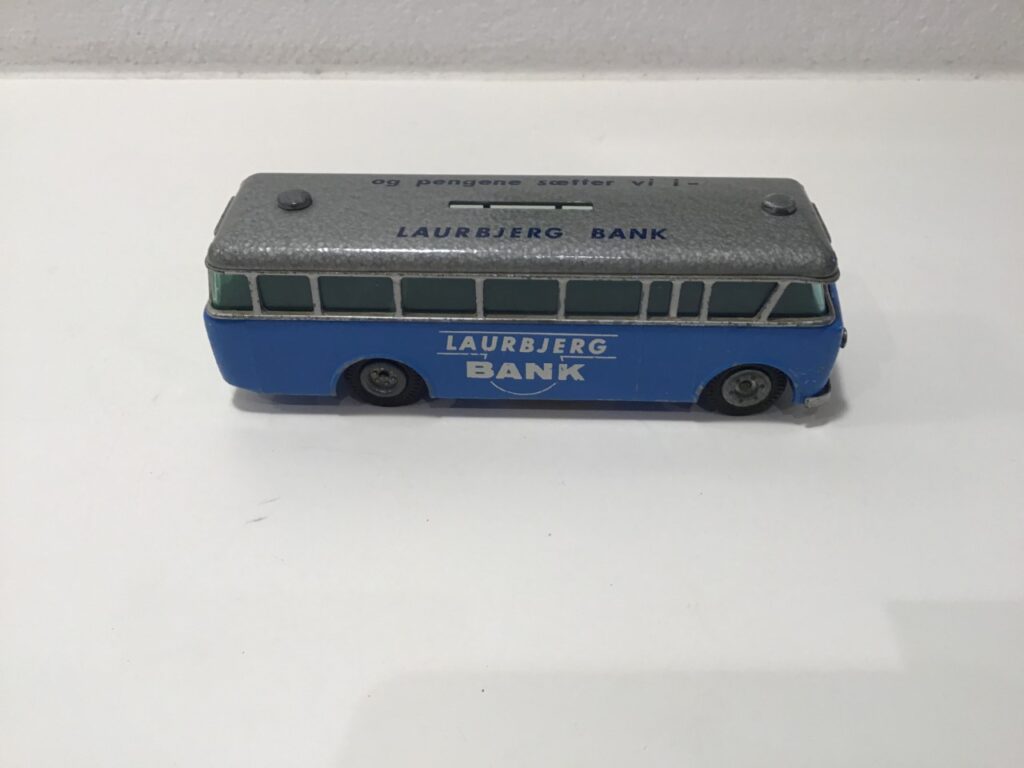 og pengene sætter vi i-
LAURBJERG BANK
LAURBJERG
BANK